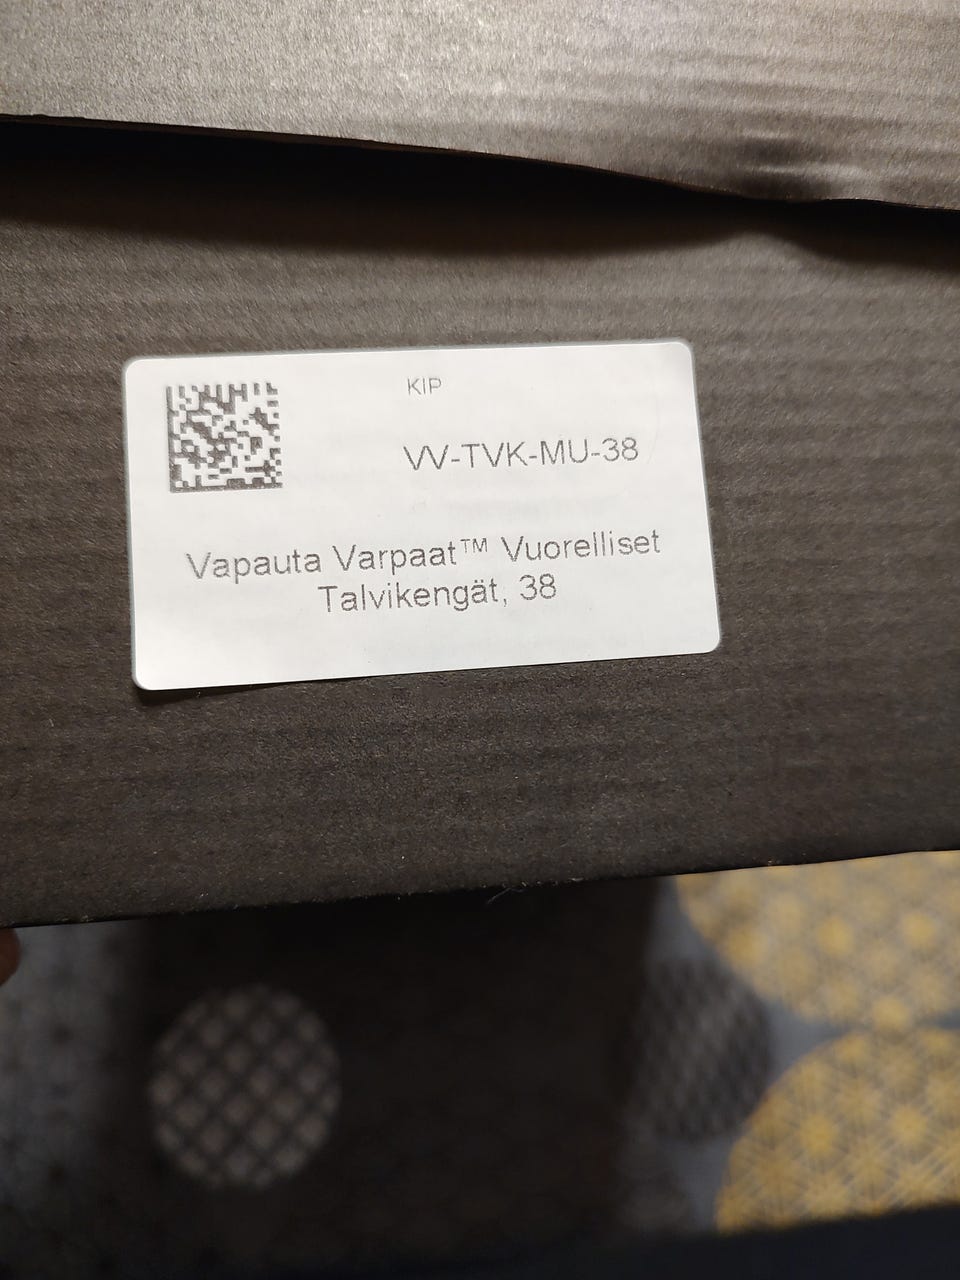 KIP
VV-TVK-MU-38
Vapauta Varpaat™ Vuorelliset
Talvikengät, 38